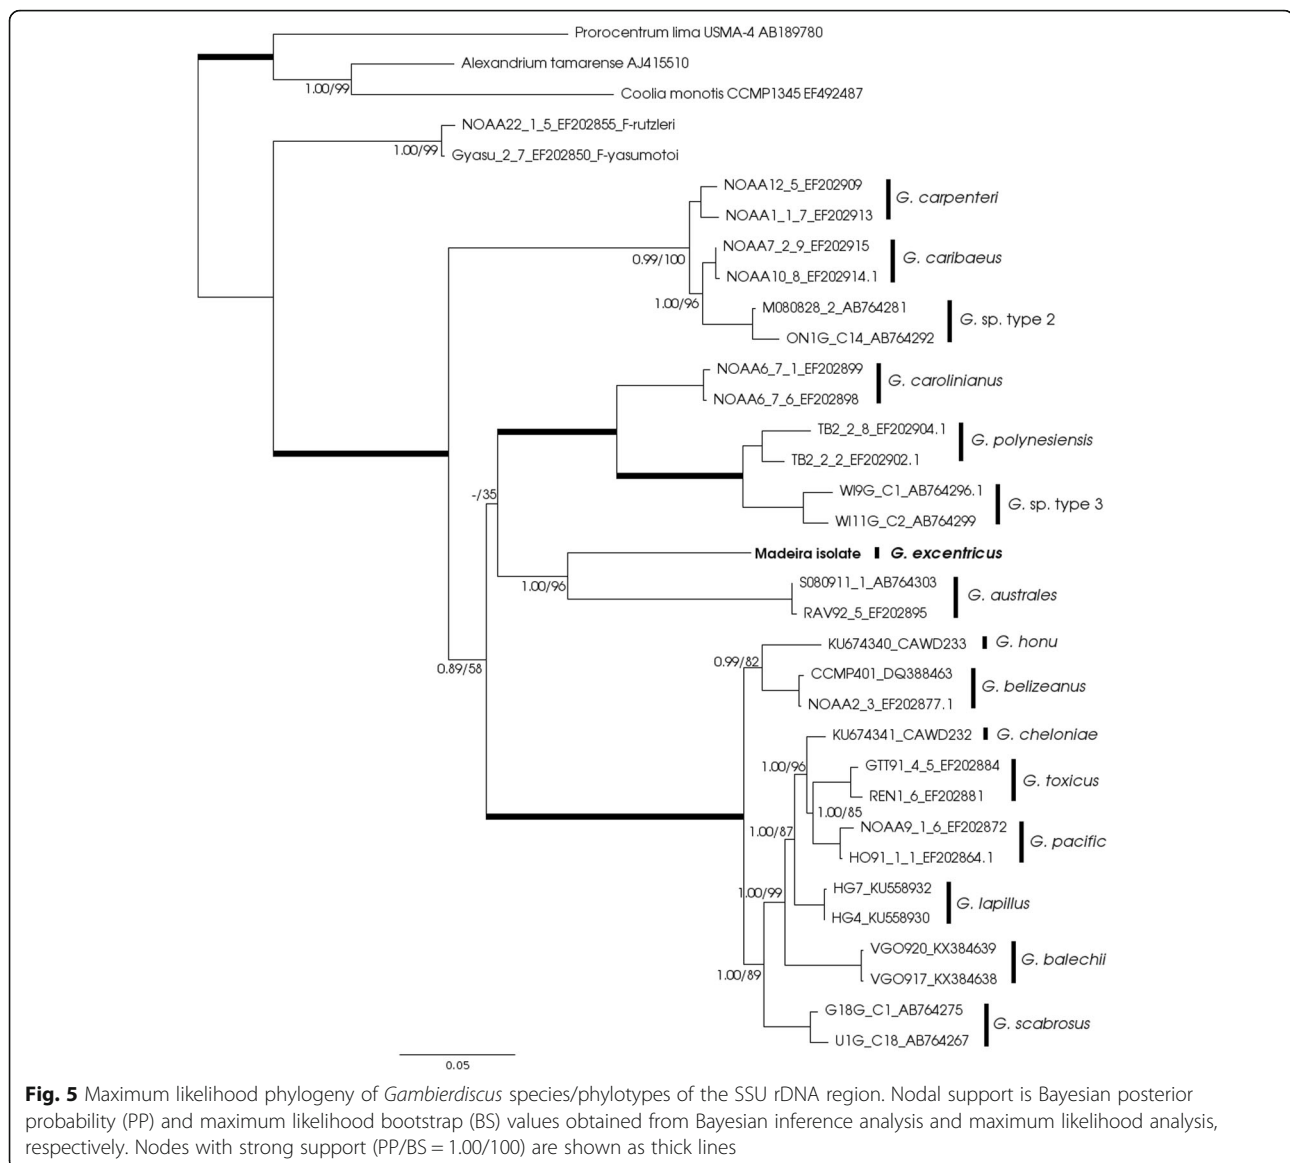 Prorocentrum lima USMA-4 AB189780
Alexandrium tamarense AJ415510
1.00/99
Coolia monotis CCMP1345 EF492487
NOAA22_1_5_EF202855_F-rutzleri
1.00/99
Gyasu_2_7_EF202850_F-yasumotoi
NOAA12_5_EF202909
G. carpenteri
NOAA1_1_7_EF202913
NOAA7_2_9_EF202915
G. caribaeus
0.99/100
NOAA10_8_EF202914.1
1.00/96
M080828_2_AB764281
G. sp. type 2
ON1G_C14_AB764292
NOAA6_7_1_EF202899
G. carolinianus
NOAA6_7_6_EF202898
TB2_2_8_EF202904.1
G. polynesiensis
TB2_2_2_EF202902.1
-/35
WI9G_C1_AB764296.1
G. sp. type 3
WI11G_C2_AB764299
Madeira isolate G. excentricus
1.00/96
S080911_1_AB764303
G. australes
RAV92_5_EF202895
KU674340_CAWD233 G. honu
0.89/58
0.99/82
CCMP401_DQ388463
G. belizeanus
NOAA2_3_EF202877.1
KU674341_CAWD232 G. cheloniae
1.00/96
GTT91_4_5_EF202884
G. toxicus
REN1_6_EF202881
1.00/85
NOAA9_1_6_EF202872
1.00/87
G. pacific
HO91_1_1_EF202864.1
1.00/99
HG7_KU558932
G. lapillus
HG4_KU558930
VGO920_KX384639
G. balechii
1.00/89
VGO917_KX384638
G18G_C1_AB764275
G. scabrosus
U1G_C18_AB764267
0.05
Fig. 5 Maximum likelihood phylogeny of Gambierdiscus species/phylotypes of the SSU rDNA region. Nodal support is Bayesian posterior
probability (PP) and maximum likelihood bootstrap (BS) values obtained from Bayesian inference analysis and maximum likelihood analysis,
respectively. Nodes with strong support (PP/BS = 1.00/100) are shown as thick lines